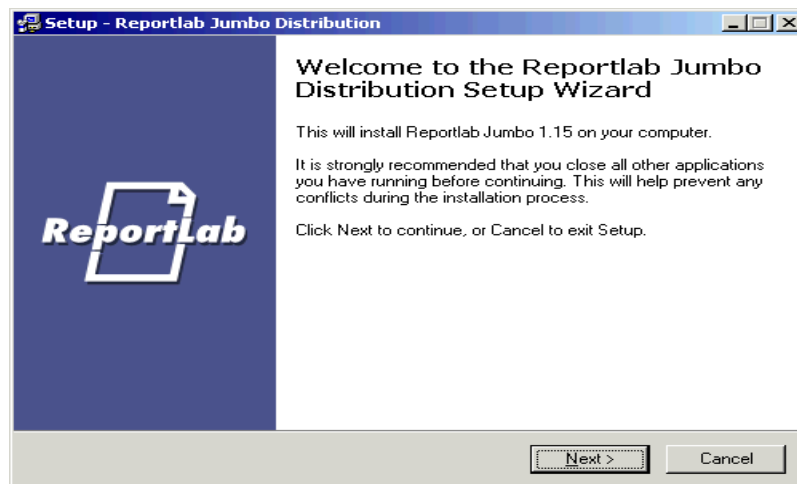 Setup - Reportlab Jumbo Distribution
Welcome to the Reportlab Jumbo
Distribution Setup Wizard
This will install Reportlab Jumbo 1.15 on your computer.
It is strongly recommended that you close all other applications
you have running before continuing. This will help prevent any
conflicts during the installation process.
ReportLab
Click Next to continue, or Cancel to exit Setup.
Next >
Cancel